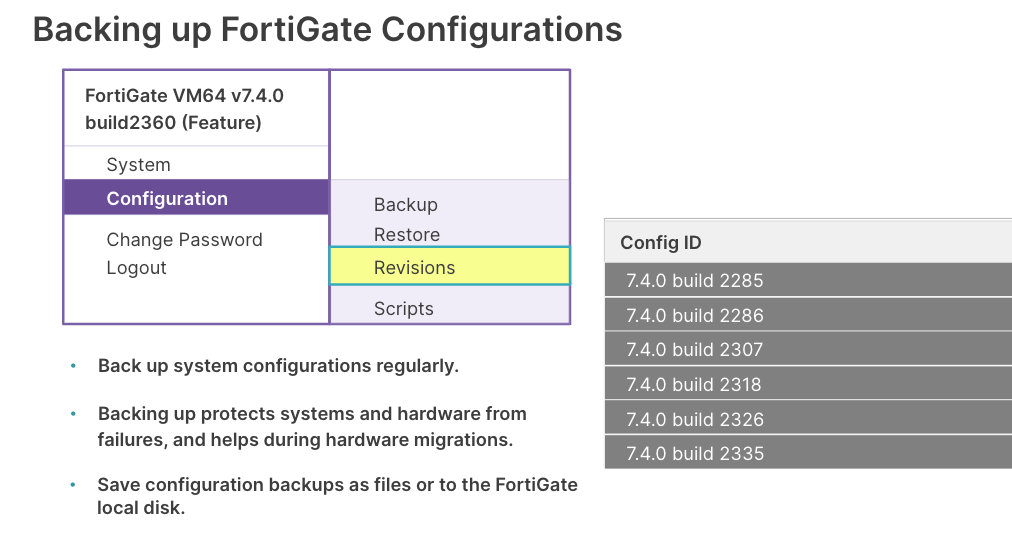 Backing up FortiGate Configurations
FortiGate VM64 v7.4.0
build2360 (Feature)
System
Configuration
Change Password
Logout
Backup
Restore
Revisions
Scripts
Config ID
7.4.0 build 2285
7.4.0 build 2286
7.4.0 build 2307
7.4.0 build 2318
7.4.0 build 2326
7.4.0 build 2335
• Back up system configurations regularly.
• Backing up protects systems and hardware from
failures, and helps during hardware migrations.
• Save configuration backups as files or to the FortiGate
local disk.